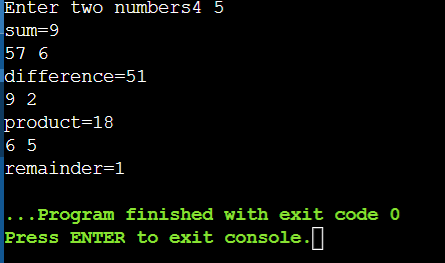 Enter two numbers4 5
sum=9
57 6
difference=51
9 2
product=18
6 5
remainder=1
...Program finished with exit code 0
Press ENTER to exit console.